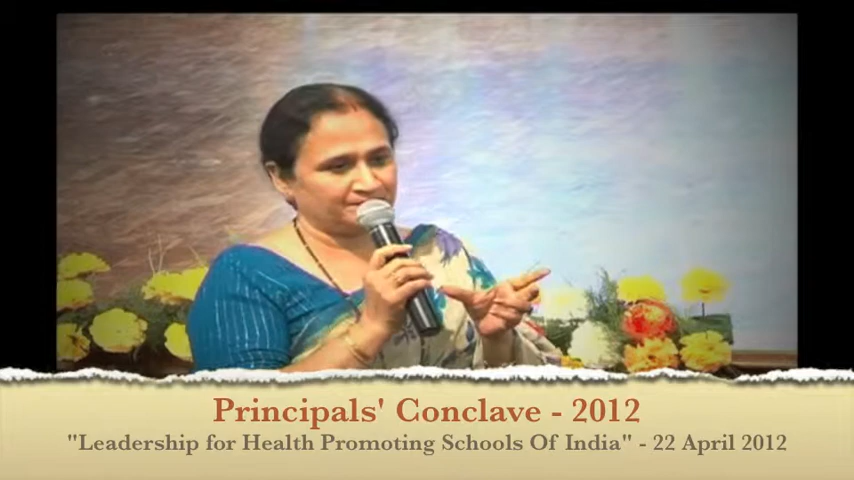 Principals' Conclave - 2012
"Leadership for Health Promoting Schools Of India" - 22 April 2012